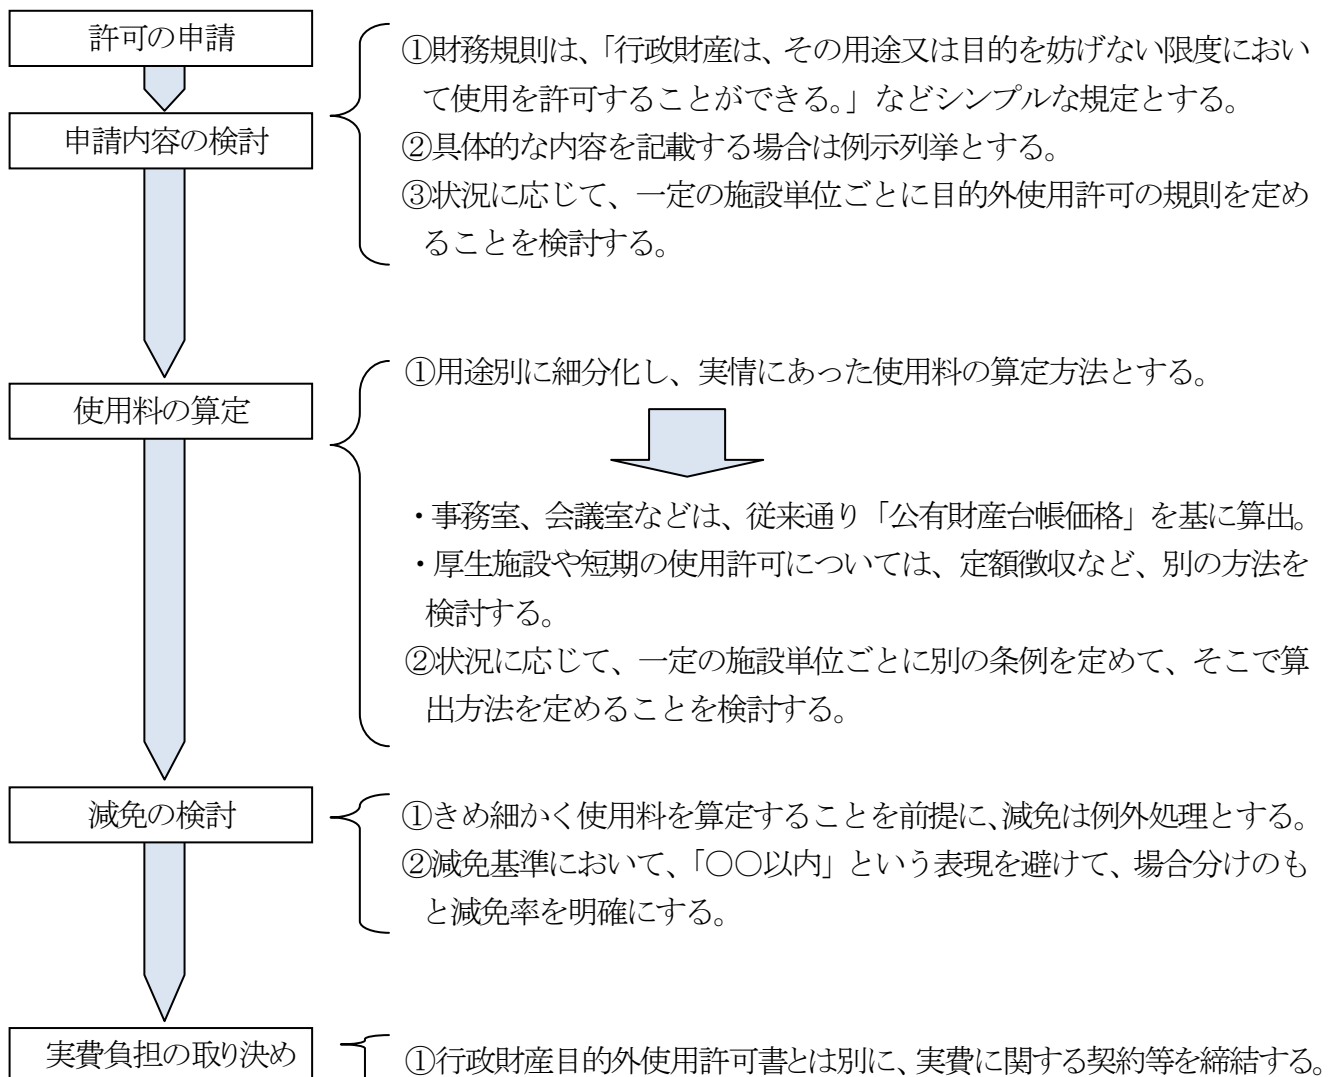 許可の申請
申請内容の検討
①財務規則は、「行政財産は、その用途又は目的を妨げない限度におい
て使用を許可することができる。」などシンプルな規定とする。
②具体的な内容を記載する場合は例示列挙とする。
③状況に応じて、一定の施設単位ごとに目的外使用許可の規則を定め
ることを検討する。
使用料の算定
①用途別に細分化し、実情にあった使用料の算定方法とする。
・事務室、会議室などは、従来通り「公有財産台帳価格」を基に算出。
・厚生施設や短期の使用許可については、定額徴収など、別の方法を
検討する。
②状況に応じて、一定の施設単位ごとに別の条例を定めて、そこで算
出方法を定めることを検討する。
減免の検討
①きめ細かく使用料を算定することを前提に、減免は例外処理とする。
②減免基準において、「○○以内」という表現を避けて、場合分けのも
と減免率を明確にする。
実費負担の取り決め
①行政財産目的外使用許可書とは別に、実費に関する契約等を締結する。